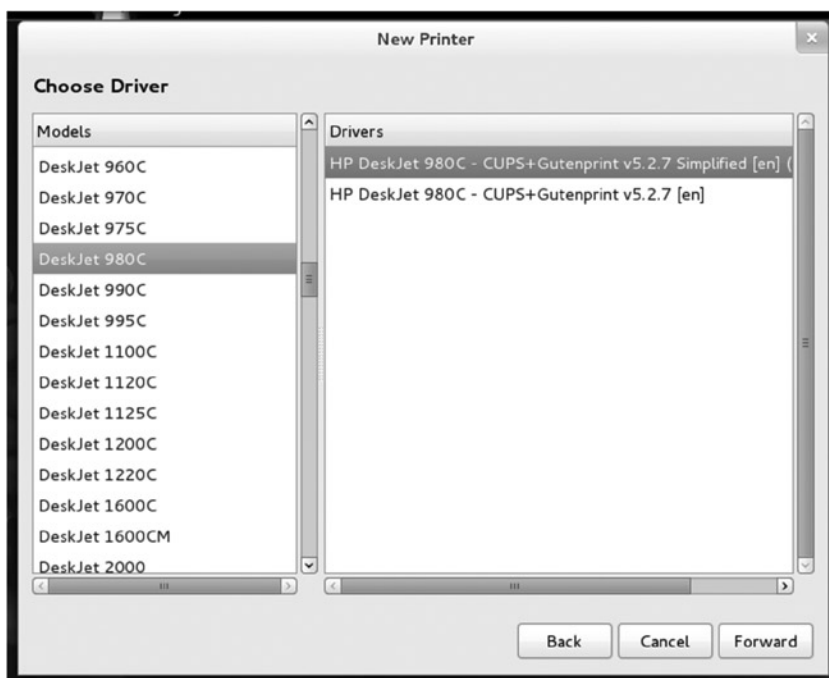 New Printer
Choose Driver
Models
DeskJet 960C
DeskJet 970C
DeskJet 975C
DeskJet 980C
DeskJet 990C
DeskJet 995C
DeskJet 1100C
DeskJet 1120C
DeskJet 1125C
DeskJet 1200C
DeskJet 1220C
DeskJet 1600C
DeskJet 1600CM
DeskJet 2000
Drivers
HP DeskJet 980C - CUPS+Gutenprint v5.2.7 Simplified [en] (
HP DeskJet 980C - CUPS+Gutenprint v5.2.7 [en]
Back
Cancel
Forward